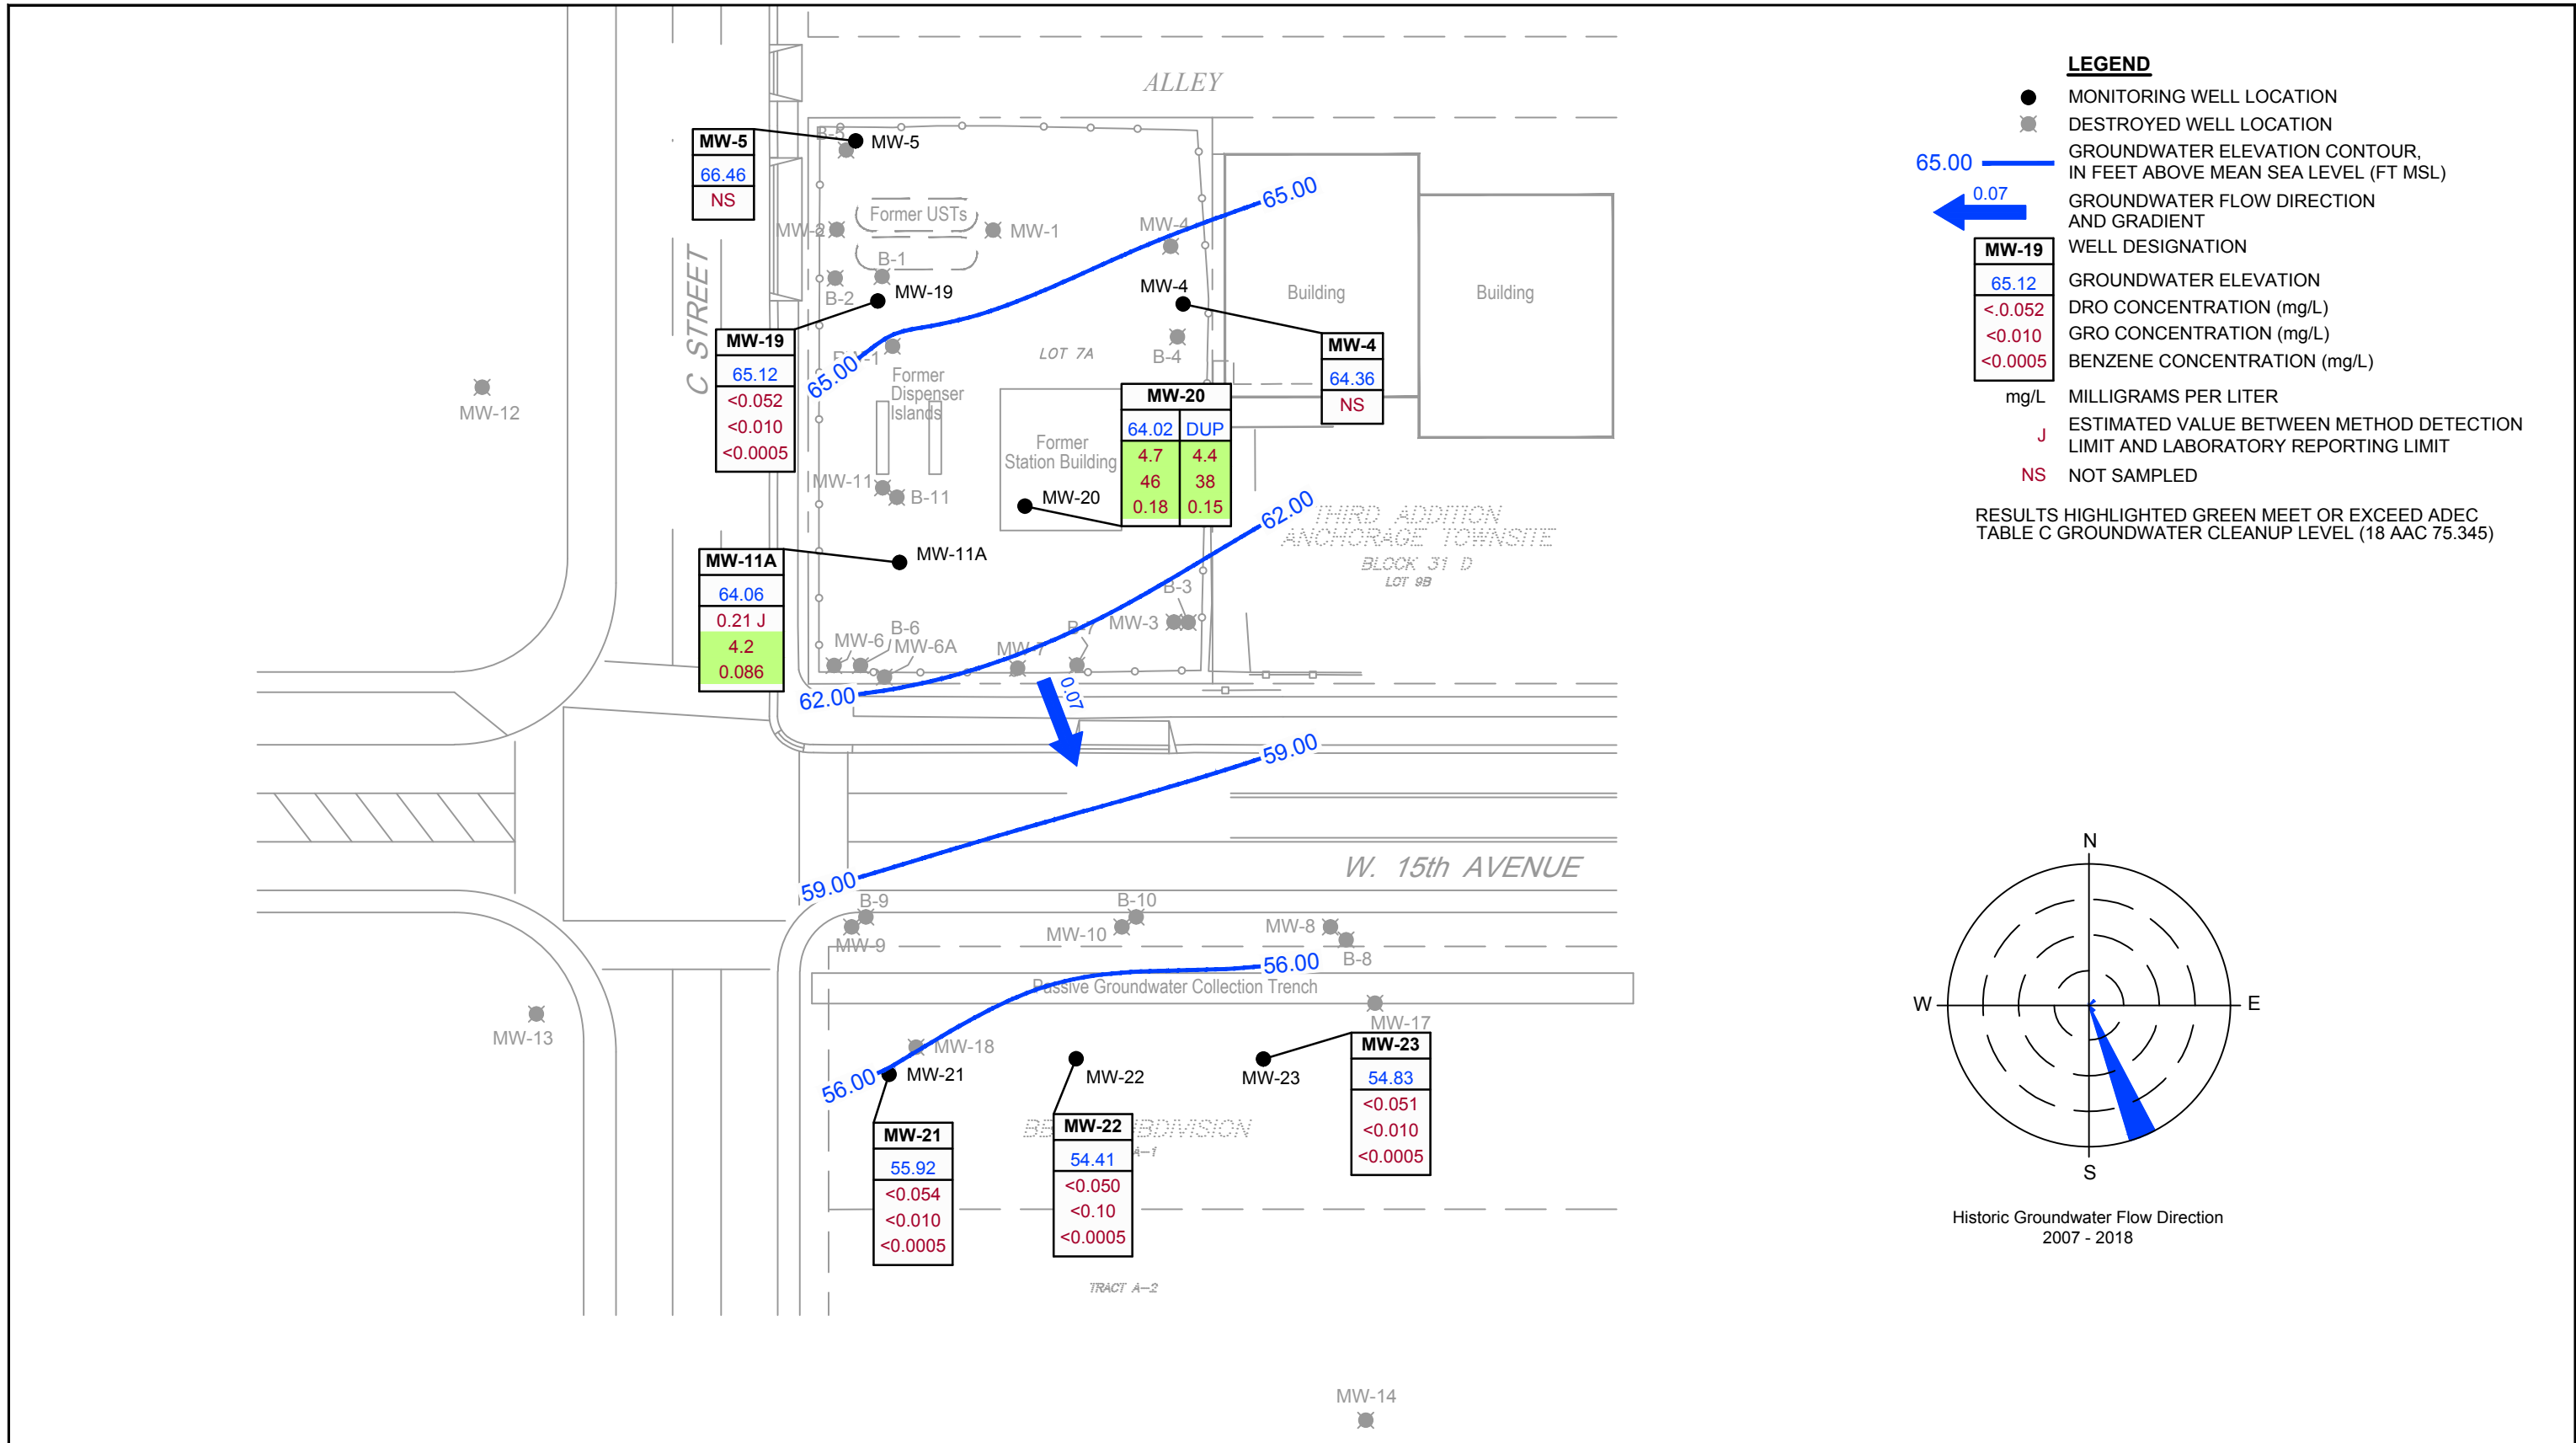 ALLEY
C STREET
W. 15th AVENUE
MW-5
66.46
NS
MW-5
MW-2
Former USTs
MW-1
MW-4
B-1
B-2
MW-19
MW-4
MW-19
65.12
<0.052
<0.010
<0.0005
65.00
65.00
LOT 7A
B-4
MW-4
64.36
NS
Building
Building
MW-12
Former
Dispenser
Islands
Former
Station Building
MW-20
64.02 DUP
4.7 4.4
46 38
0.18 0.15
MW-11
B-11
MW-20
62.00
THIRD ADDITION
ANCHORAGE TOWNSITE
BLOCK 31 D
LOT 9B
MW-11A
MW-11A
64.06
0.21 J
4.2
0.086
B-3
MW-3
B-6
MW-6
MW-6A
MW-7
B-7
62.00
0.07
59.00
59.00
B-9
MW-9
B-10
MW-10
MW-8
B-8
56.00
Passive Groundwater Collection Trench
MW-17
MW-13
MW-18
MW-21
56.00
MW-22
MW-23
MW-23
54.83
<0.051
<0.010
<0.0005
MW-21
55.92
<0.054
<0.010
<0.0005
MW-22
54.41
<0.050
<0.10
<0.0005
TRACT A-2
MW-14
LEGEND
MONITORING WELL LOCATION
DESTROYED WELL LOCATION
65.00
GROUNDWATER ELEVATION CONTOUR,
IN FEET ABOVE MEAN SEA LEVEL (FT MSL)
0.07
GROUNDWATER FLOW DIRECTION
AND GRADIENT
MW-19 WELL DESIGNATION
65.12 GROUNDWATER ELEVATION
<.0.052 DRO CONCENTRATION (mg/L)
<0.010 GRO CONCENTRATION (mg/L)
<0.0005 BENZENE CONCENTRATION (mg/L)
mg/L MILLIGRAMS PER LITER
J ESTIMATED VALUE BETWEEN METHOD DETECTION
LIMIT AND LABORATORY REPORTING LIMIT
NS NOT SAMPLED
RESULTS HIGHLIGHTED GREEN MEET OR EXCEED ADEC
TABLE C GROUNDWATER CLEANUP LEVEL (18 AAC 75.345)
N
W
E
S
Historic Groundwater Flow Direction
2007 - 2018